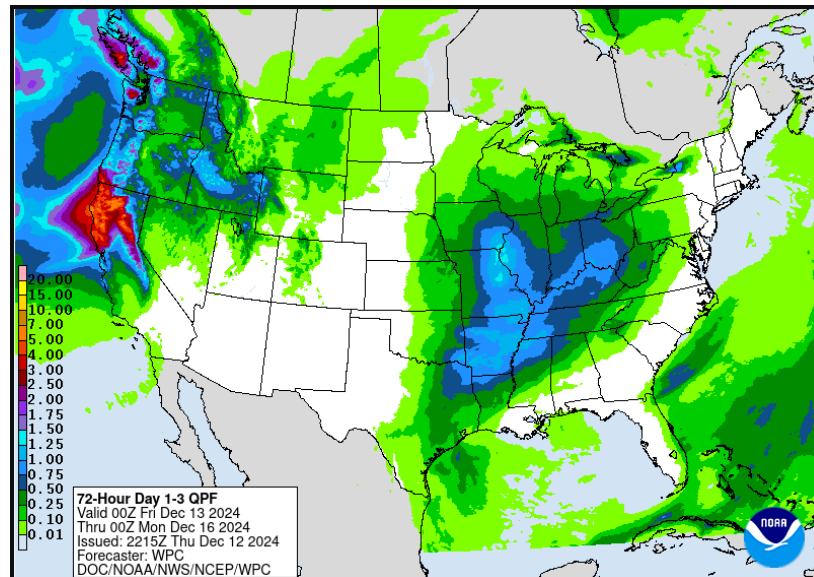 20.00
15.00
10.00
7.00
5.00
4.00
3.00
2.50
2.00
1.75
1.50
1.25
1.00
0.75
0.50
0.25
0.10
0.01
72-Hour Day 1-3 QPF
Valid 00Z Fri Dec 13 2024
Thru 00Z Mon Dec 16 2024
Issued: 2215Z Thu Dec 12 2024
Forecaster: WPC
DOC/NOAA/NWS/NCEP/WPC
NOAA